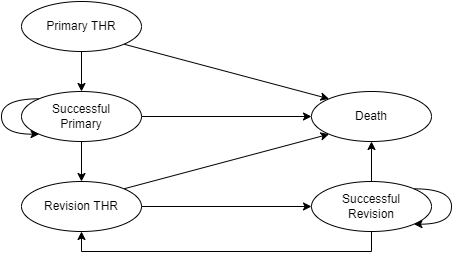 Primary THR
Successful
Primary
Death
Revision THR
Successful
Revision